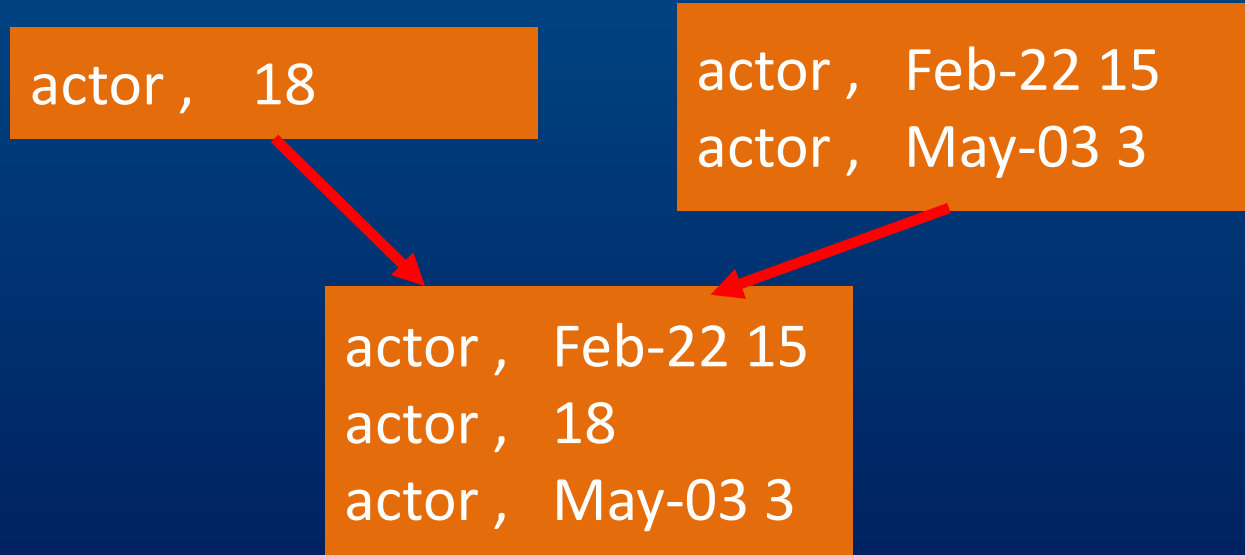 actor ,   18
actor ,   Feb-22 15
actor ,   May-03 3
actor ,   Feb-22 15
actor ,   18
actor ,   May-03 3